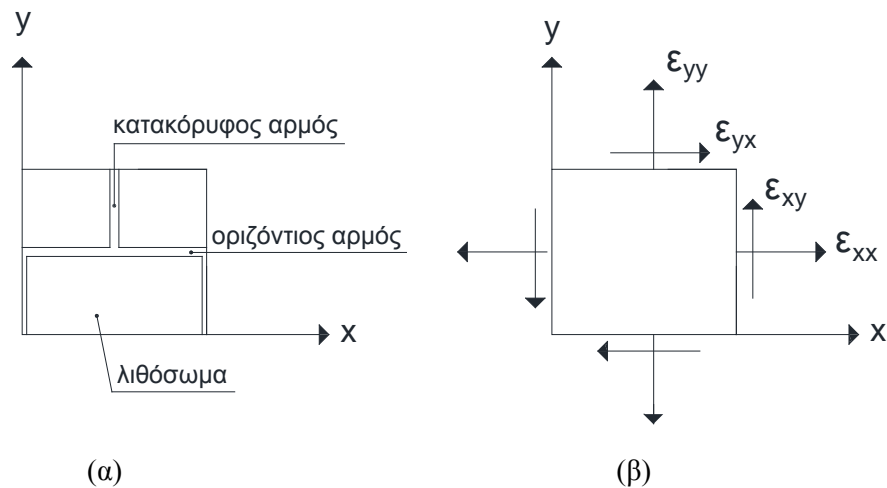 y
κατακόρυφος αρμός
οριζόντιος αρμός
x
λιθόσωμα
(α)
y
εyy
εyx
εxy
εxx
x
(β)